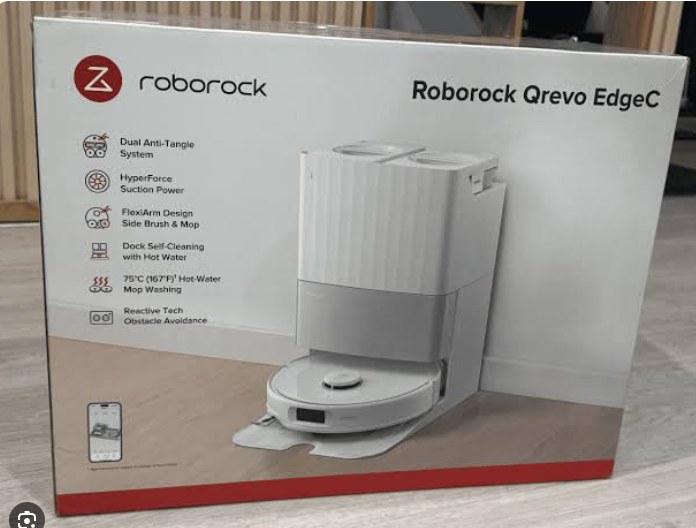 roborock
Roborock Qrevo EdgeC
Dual Anti-Tangle
System
HyperForce
Suction Power
FlexiArm Design
Side Brush & Mop
Dock Self-Cleaning
with Hot Water
75°C (167°F)¹ Hot-Water
Mop Washing
Reactive Tech
Obstacle Avoidance